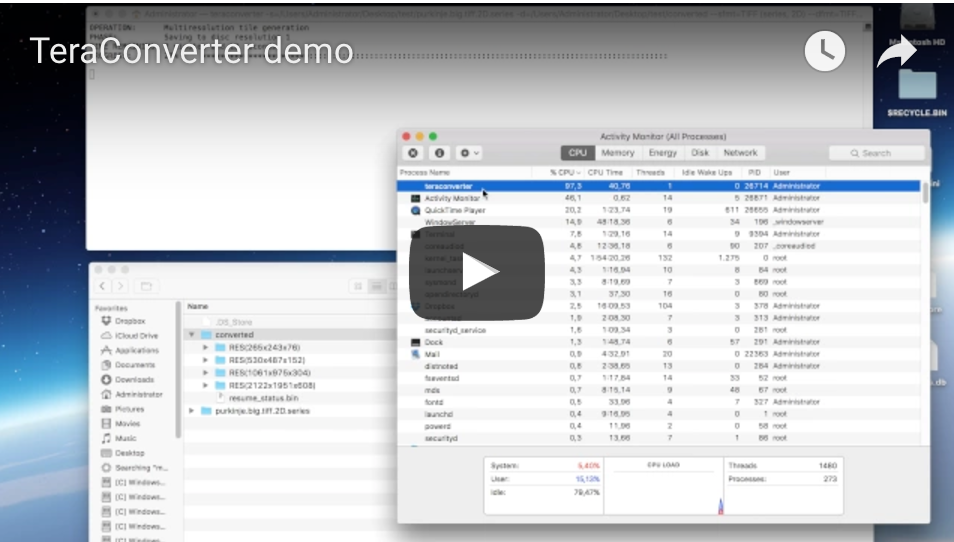 OPERATION: Multiresolution tile generation
Saving to disc resolution 1
TeraConverter demo
Macintosh HD
$RECYCLE.BIN
Activity Monitor (All Processes)
CPU Memory Energy Disk Network Search
Process Name % CPU CPU Time Threads Idle Wake Ups PID User
teraconverter 97,3 40,76 1 0 26714 Administrator
Activity Monitor 46,1 0,62 14 5 26871 Administrator
QuickTime Player 20,2 1:23,74 19 611 26655 Administrator
WindowServer 14,9 48:18,36 6 34 196 _windowserver
Terminal 7,8 1:29,16 14 9 9394 Administrator
coreaudiod 4,8 12:36,18 6 90 207 _coreaudiod
4,7 1:54:20,26 132 1.275 0 root
4,3 1:16,94 10 8 84 root
3,3 8:19,69 7 3 869 root
3,1 37,30 16 0 80 root
Dropbox 2,5 16:09,53 104 3 378 Administrator
1,9 2:08,30 7 3 313 Administrator
securityd_service 1,6 1:09,34 3 0 281 root
Dock 1,3 1:48,74 6 57 291 Administrator
Mail 0,9 4:32,91 20 0 22363 Administrator
distnoted 0,8 2:38,65 13 0 284 Administrator
fseventsd 0,7 1:17,84 14 33 52 root
mds 0,7 8:15,14 9 48 67 root
fontd 0,5 33,96 4 7 327 Administrator
launchd 0,4 9:16,95 4 0 1 root
powerd 0,4 11,96 2 0 58 root
securityd 0,3 13,66 7 1 86 root
System: 5,40% CPU LOAD Threads 1480
User: 15,13% Processes: 273
Idle: 79,47%
Favorites
Dropbox
iCloud Drive
Applications
Documents
Downloads
Administrator
Pictures
Movies
Music
Desktop
Searching "m...
(C) Windows...
(C) Windows...
(C) Windows...
(C) Windows...
(C) Windows...
Name
.DS_Store
converted
RES(265x243x76)
RES(530x487x152)
RES(1061x975x304)
RES(2122x1951x608)
resume_status.bin
purkinje.big.tiff.2D.series